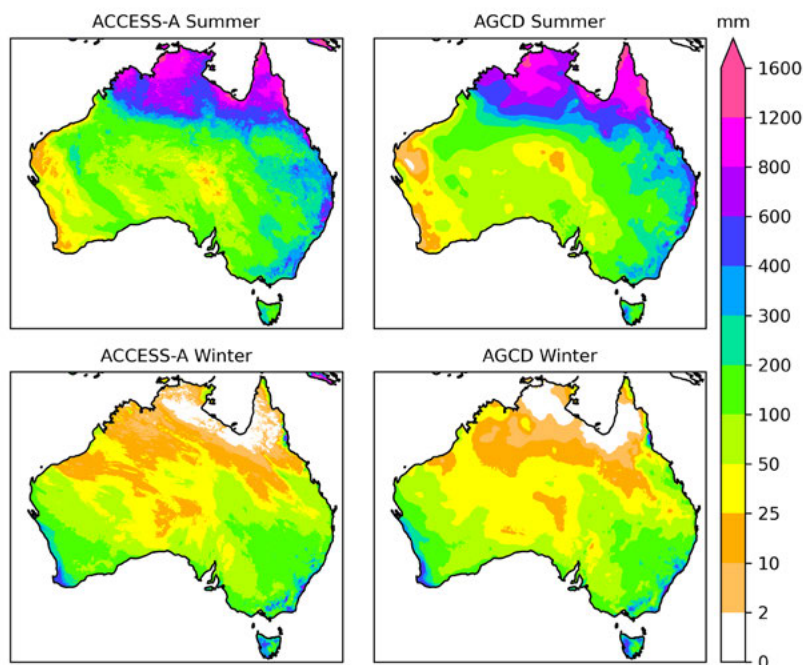 ACCESS-A Summer
AGCD Summer
mm
1600
1200
800
600
400
300
200
100
50
25
10
2
0
ACCESS-A Winter
AGCD Winter